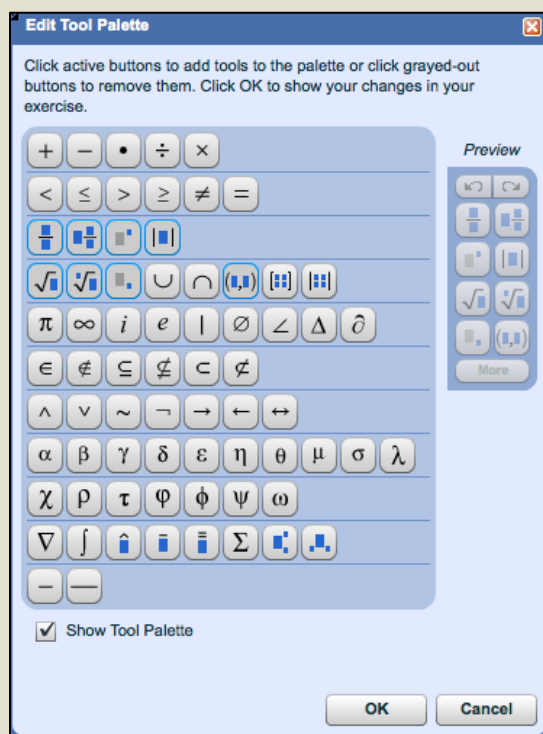 Edit Tool Palette
Click active buttons to add tools to the palette or click grayed-out
buttons to remove them. Click OK to show your changes in your
exercise.
Preview
+ − • ÷ ×
< ≤ > ≥ ≠ =
| |
√ √ ∪ ∩ ( , ) [ ] | |
π ∞ i e | ∅ ∠ Δ ∂
∈ ∉ ⊆ ⊈ ⊂ ⊄
∧ ∨ ~ ¬ → ← ↔
α β γ δ ε η θ μ σ λ
χ ρ τ φ ϕ ψ ω
∇ ∫ Σ
− —
More
Show Tool Palette
OK Cancel